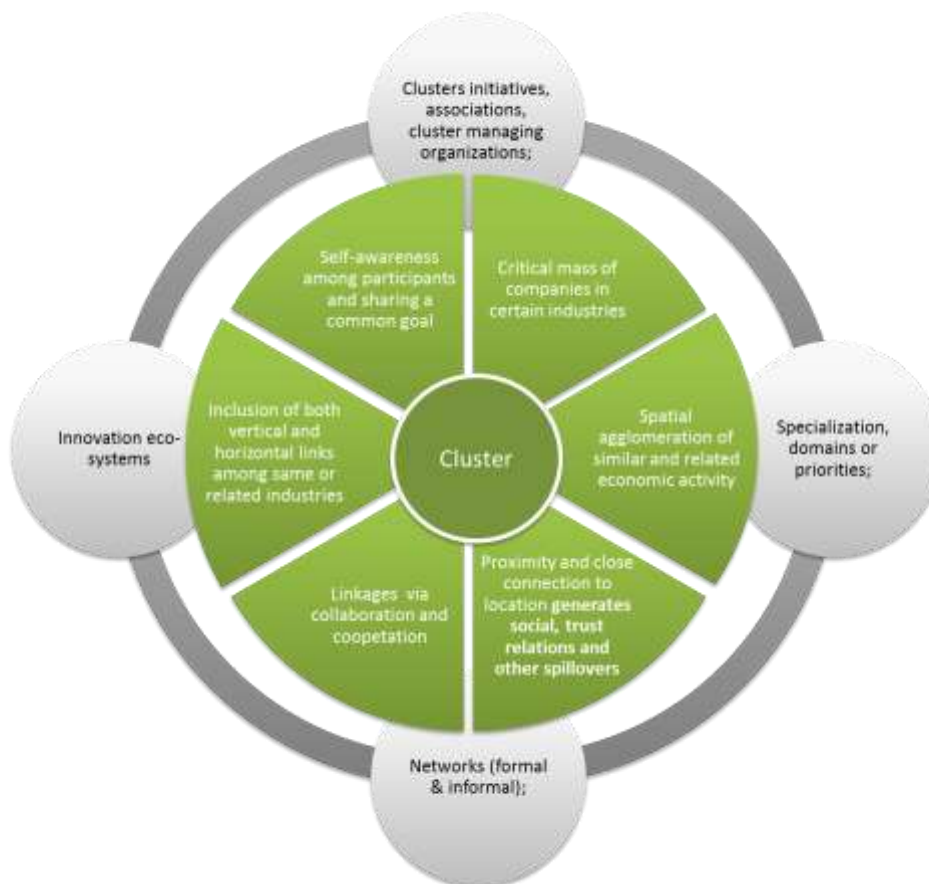 Clusters initiatives,
associations,
cluster managing
organizations;
Self-awareness
among participants
and sharing a
common goal
Critical mass of
companies in
certain industries
Innovation eco-
systems
Inclusion of both
vertical and
horizontal links
among same or
related industries
Cluster
Spatial
agglomeration of
similar and related
economic activity
Specialization,
domains or
priorities;
Linkages via
collaboration and
coopetation
Proximity and close
connection to
location generates
social, trust
relations and
other spillovers
Networks (formal
& informal);